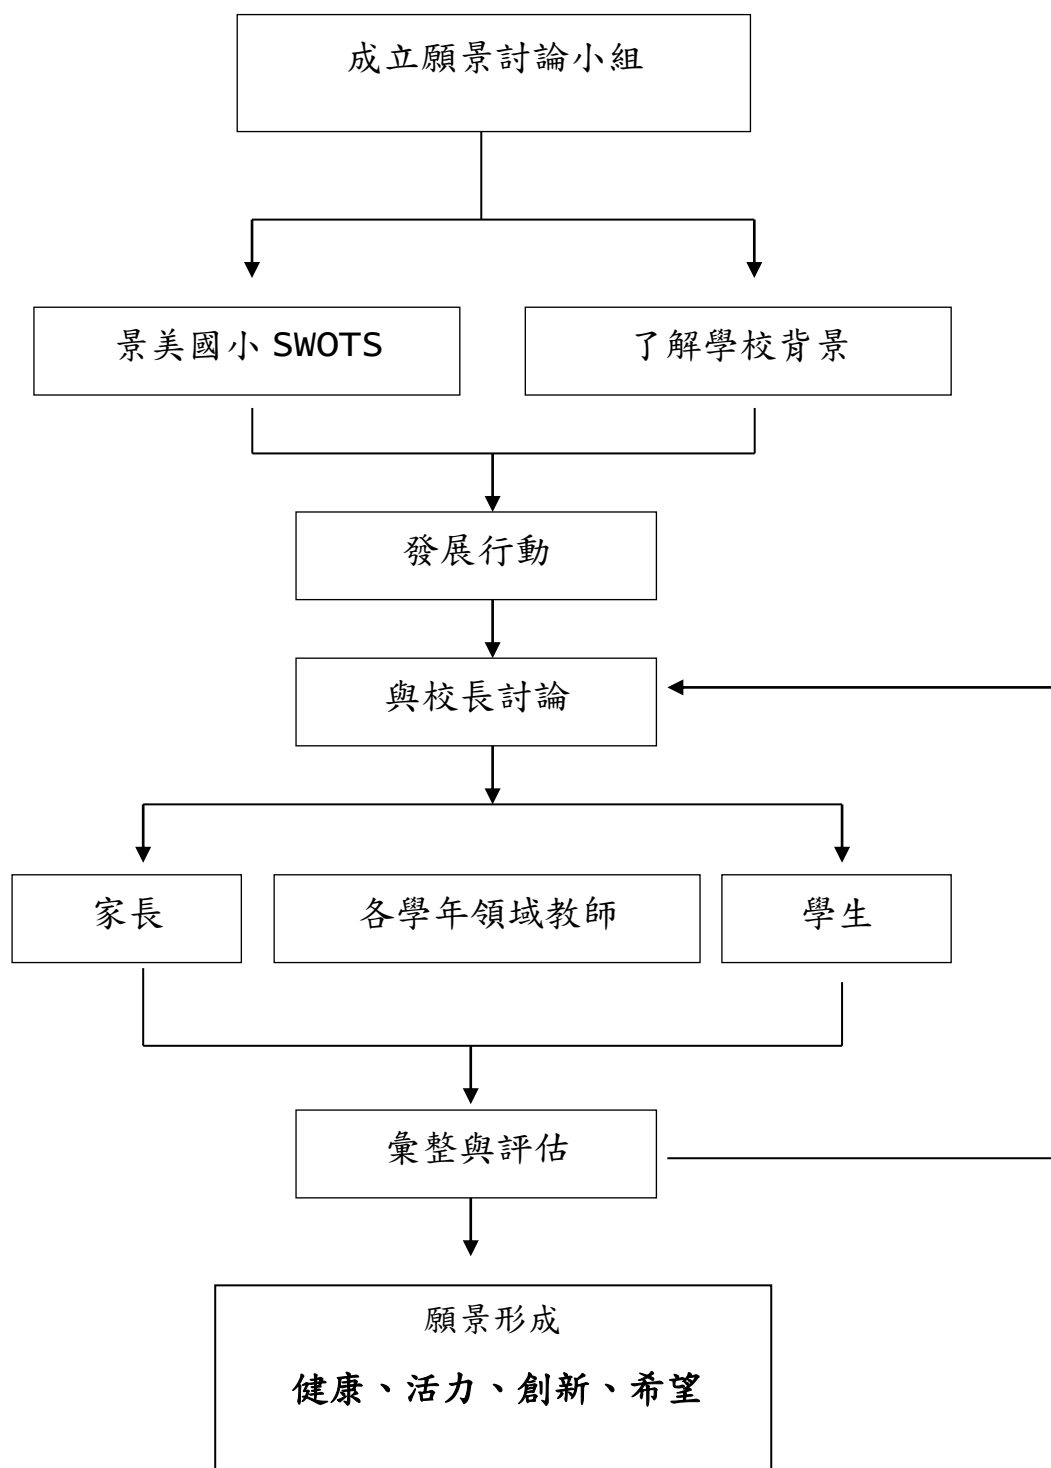 成立願景討論小組
景美國小 SWOTS
了解學校背景
發展行動
與校長討論
家長
各學年領域教師
學生
彙整與評估
願景形成
健康、活力、創新、希望